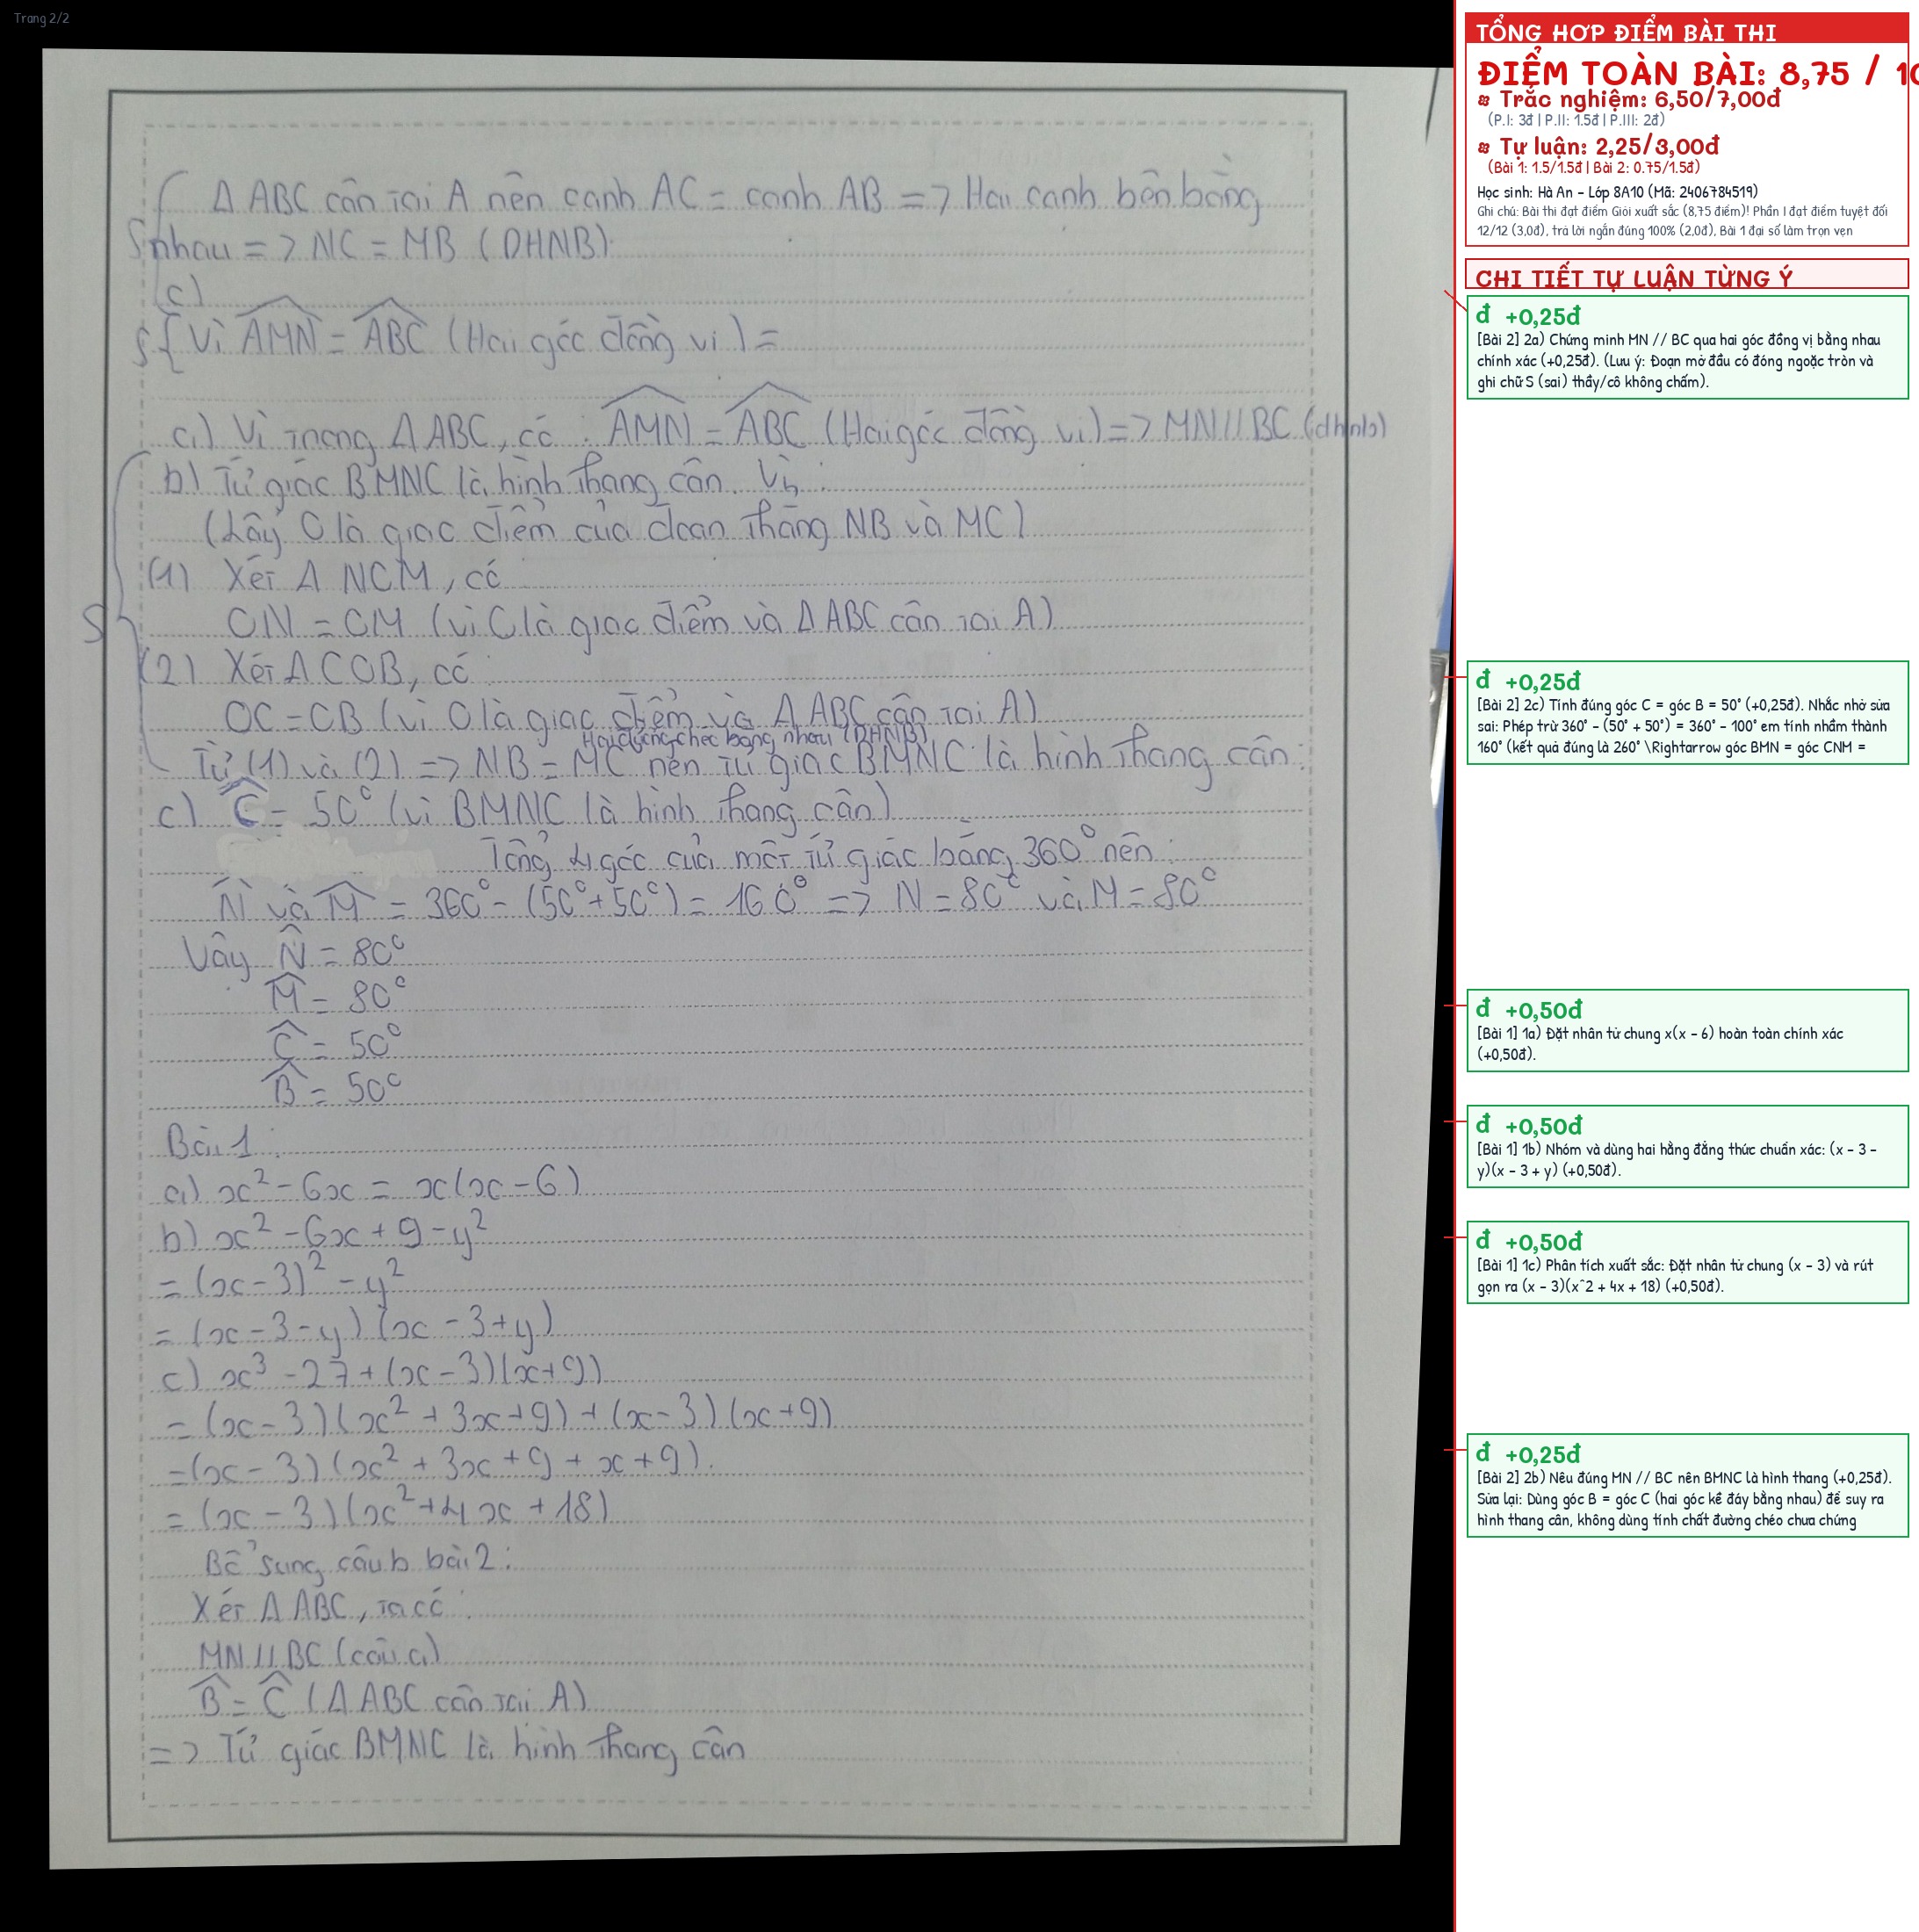 Trang 2/2
Δ ABC cân tại A nên cạnh AC = cạnh AB => Hai cạnh bên bằng
S nhau => NC = MB (DHNB)
c)
S { Vì AMN = ABC (Hai góc đồng vị) =
a) Vì trong Δ ABC, có : AMN = ABC (Hai góc đồng vị) => MN // BC (dhnb)
b) Tứ giác BMNC là hình thang cân. Vì :
(Lấy O là giao điểm của đoạn thẳng NB và MC)
(1) Xét Δ NOM, có
S
ON = OM (vì O là giao điểm và Δ ABC cân tại A)
(2) Xét Δ COB, có :
OC = OB (vì O là giao điểm và Δ ABC cân tại A)
Hai đường chéo bằng nhau (DHNB)
Từ (1) và (2) => NB = MC nên tứ giác BMNC là hình thang cân.
c) C = 50° (vì BMNC là hình thang cân)
Tổng 4 góc của một tứ giác bằng 360° nên :
N và M = 360° - (50° + 50°) = 160° => N = 80° và M = 80°
Vậy N = 80°
M = 80°
C = 50°
B = 50°
Bài 1 :
a) x² - 6x = x(x - 6)
b) x² - 6x + 9 - y²
= (x - 3)² - y²
= (x - 3 - y) (x - 3 + y)
c) x³ - 27 + (x - 3)(x + 9)
= (x - 3) (x² + 3x + 9) + (x - 3) (x + 9)
= (x - 3) (x² + 3x + 9 + x + 9).
= (x - 3) (x² + 4x + 18)
Bổ sung câu b bài 2 :
Xét Δ ABC, ta có :
MN // BC (câu a)
B = C (Δ ABC cân tại A)
=> Tứ giác BMNC là hình thang cân
TỔNG HỢP ĐIỂM BÀI THI
ĐIỂM TOÀN BÀI: 8,75 / 10
Trắc nghiệm: 6,50/7,00đ
(P.I: 3đ | P.II: 1.5đ | P.III: 2đ)
Tự luận: 2,25/3,00đ
(Bài 1: 1.5/1.5đ | Bài 2: 0.75/1.5đ)
Học sinh: Hà An - Lớp 8A10 (Mã: 2406784519)
Ghi chú: Bài thi đạt điểm Giỏi xuất sắc (8,75 điểm)! Phần I đạt điểm tuyệt đối
12/12 (3,0đ), trả lời ngắn đúng 100% (2,0đ), Bài 1 đại số làm trọn vẹn
CHI TIẾT TỰ LUẬN TỪNG Ý
đ +0,25đ
[Bài 2] 2a) Chứng minh MN // BC qua hai góc đồng vị bằng nhau
chính xác (+0,25đ). (Lưu ý: Đoạn mở đầu có đóng ngoặc tròn và
ghi chữ S (sai) thầy/cô không chấm).
đ +0,25đ
[Bài 2] 2c) Tính đúng góc C = góc B = 50° (+0,25đ). Nhắc nhở sửa
sai: Phép trừ 360° - (50° + 50°) = 360° - 100° em tính nhầm thành
160° (kết quả đúng là 260° \Rightarrow góc BMN = góc CNM =
đ +0,50đ
[Bài 1] 1a) Đặt nhân tử chung x(x - 6) hoàn toàn chính xác
(+0,50đ).
đ +0,50đ
[Bài 1] 1b) Nhóm và dùng hai hằng đẳng thức chuẩn xác: (x - 3 -
y)(x - 3 + y) (+0,50đ).
đ +0,50đ
[Bài 1] 1c) Phân tích xuất sắc: Đặt nhân tử chung (x - 3) và rút
gọn ra (x - 3)(x^2 + 4x + 18) (+0,50đ).
đ +0,25đ
[Bài 2] 2b) Nêu đúng MN // BC nên BMNC là hình thang (+0,25đ).
Sửa lại: Dùng góc B = góc C (hai góc kề đáy bằng nhau) để suy ra
hình thang cân, không dùng tính chất đường chéo chưa chứng